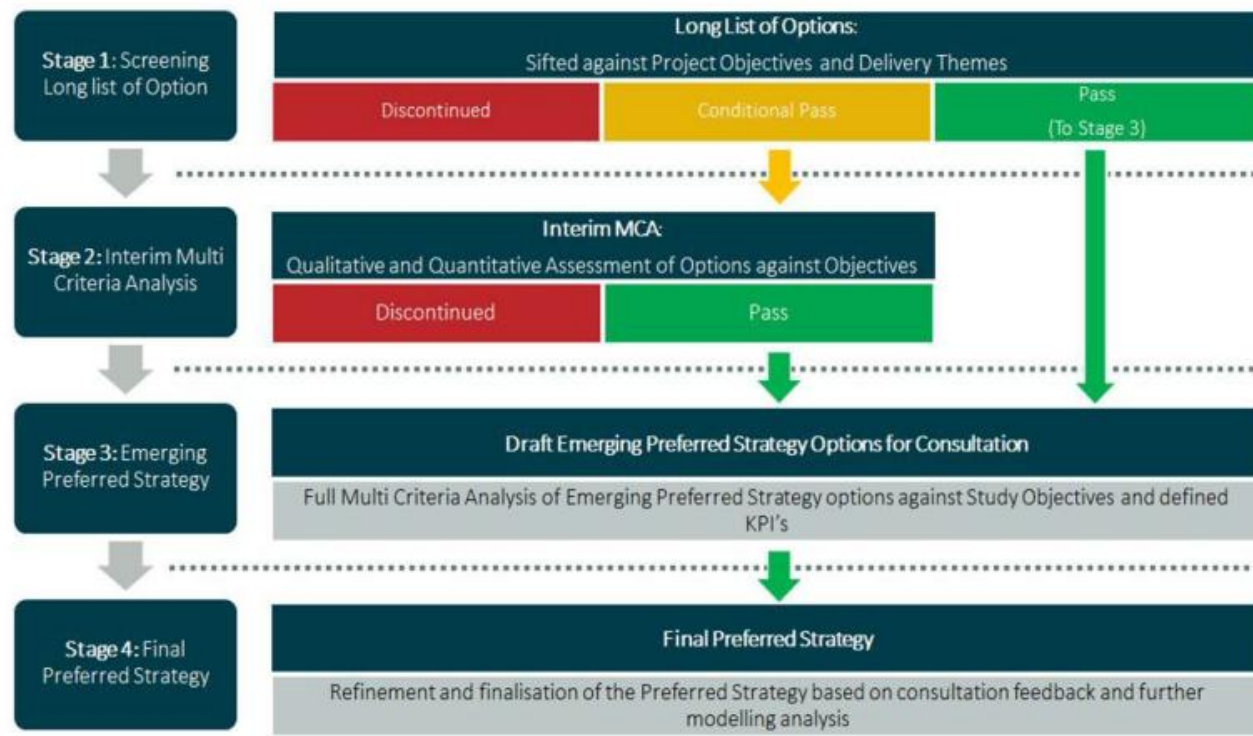 Stage 1: Screening
Long list of Option
Long List of Options:
Sifted against Project Objectives and Delivery Themes
Discontinued
Conditional Pass
Pass
(To Stage 3)
Stage 2: Interim Multi
Criteria Analysis
Interim MCA:
Qualitative and Quantitative Assessment of Options against Objectives
Discontinued
Pass
Stage 3: Emerging
Preferred Strategy
Draft Emerging Preferred Strategy Options for Consultation
Full Multi Criteria Analysis of Emerging Preferred Strategy options against Study Objectives and defined
KPI's
Stage 4: Final
Preferred Strategy
Final Preferred Strategy
Refinement and finalisation of the Preferred Strategy based on consultation feedback and further
modelling analysis